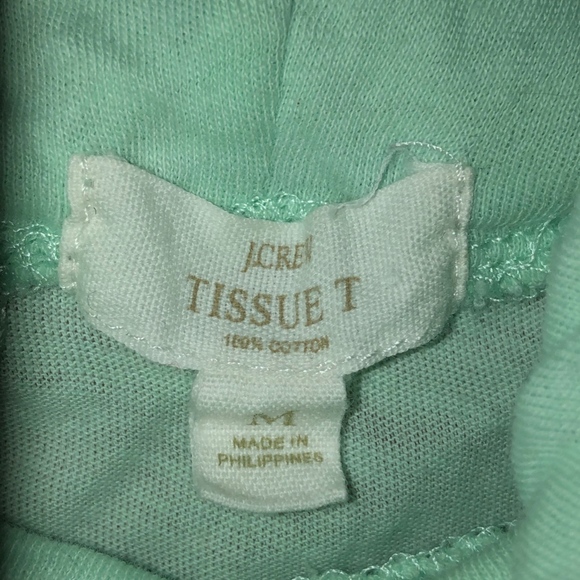 J.CREW
TISSUE T
100% COTTON
M
MADE IN
PHILIPPINES